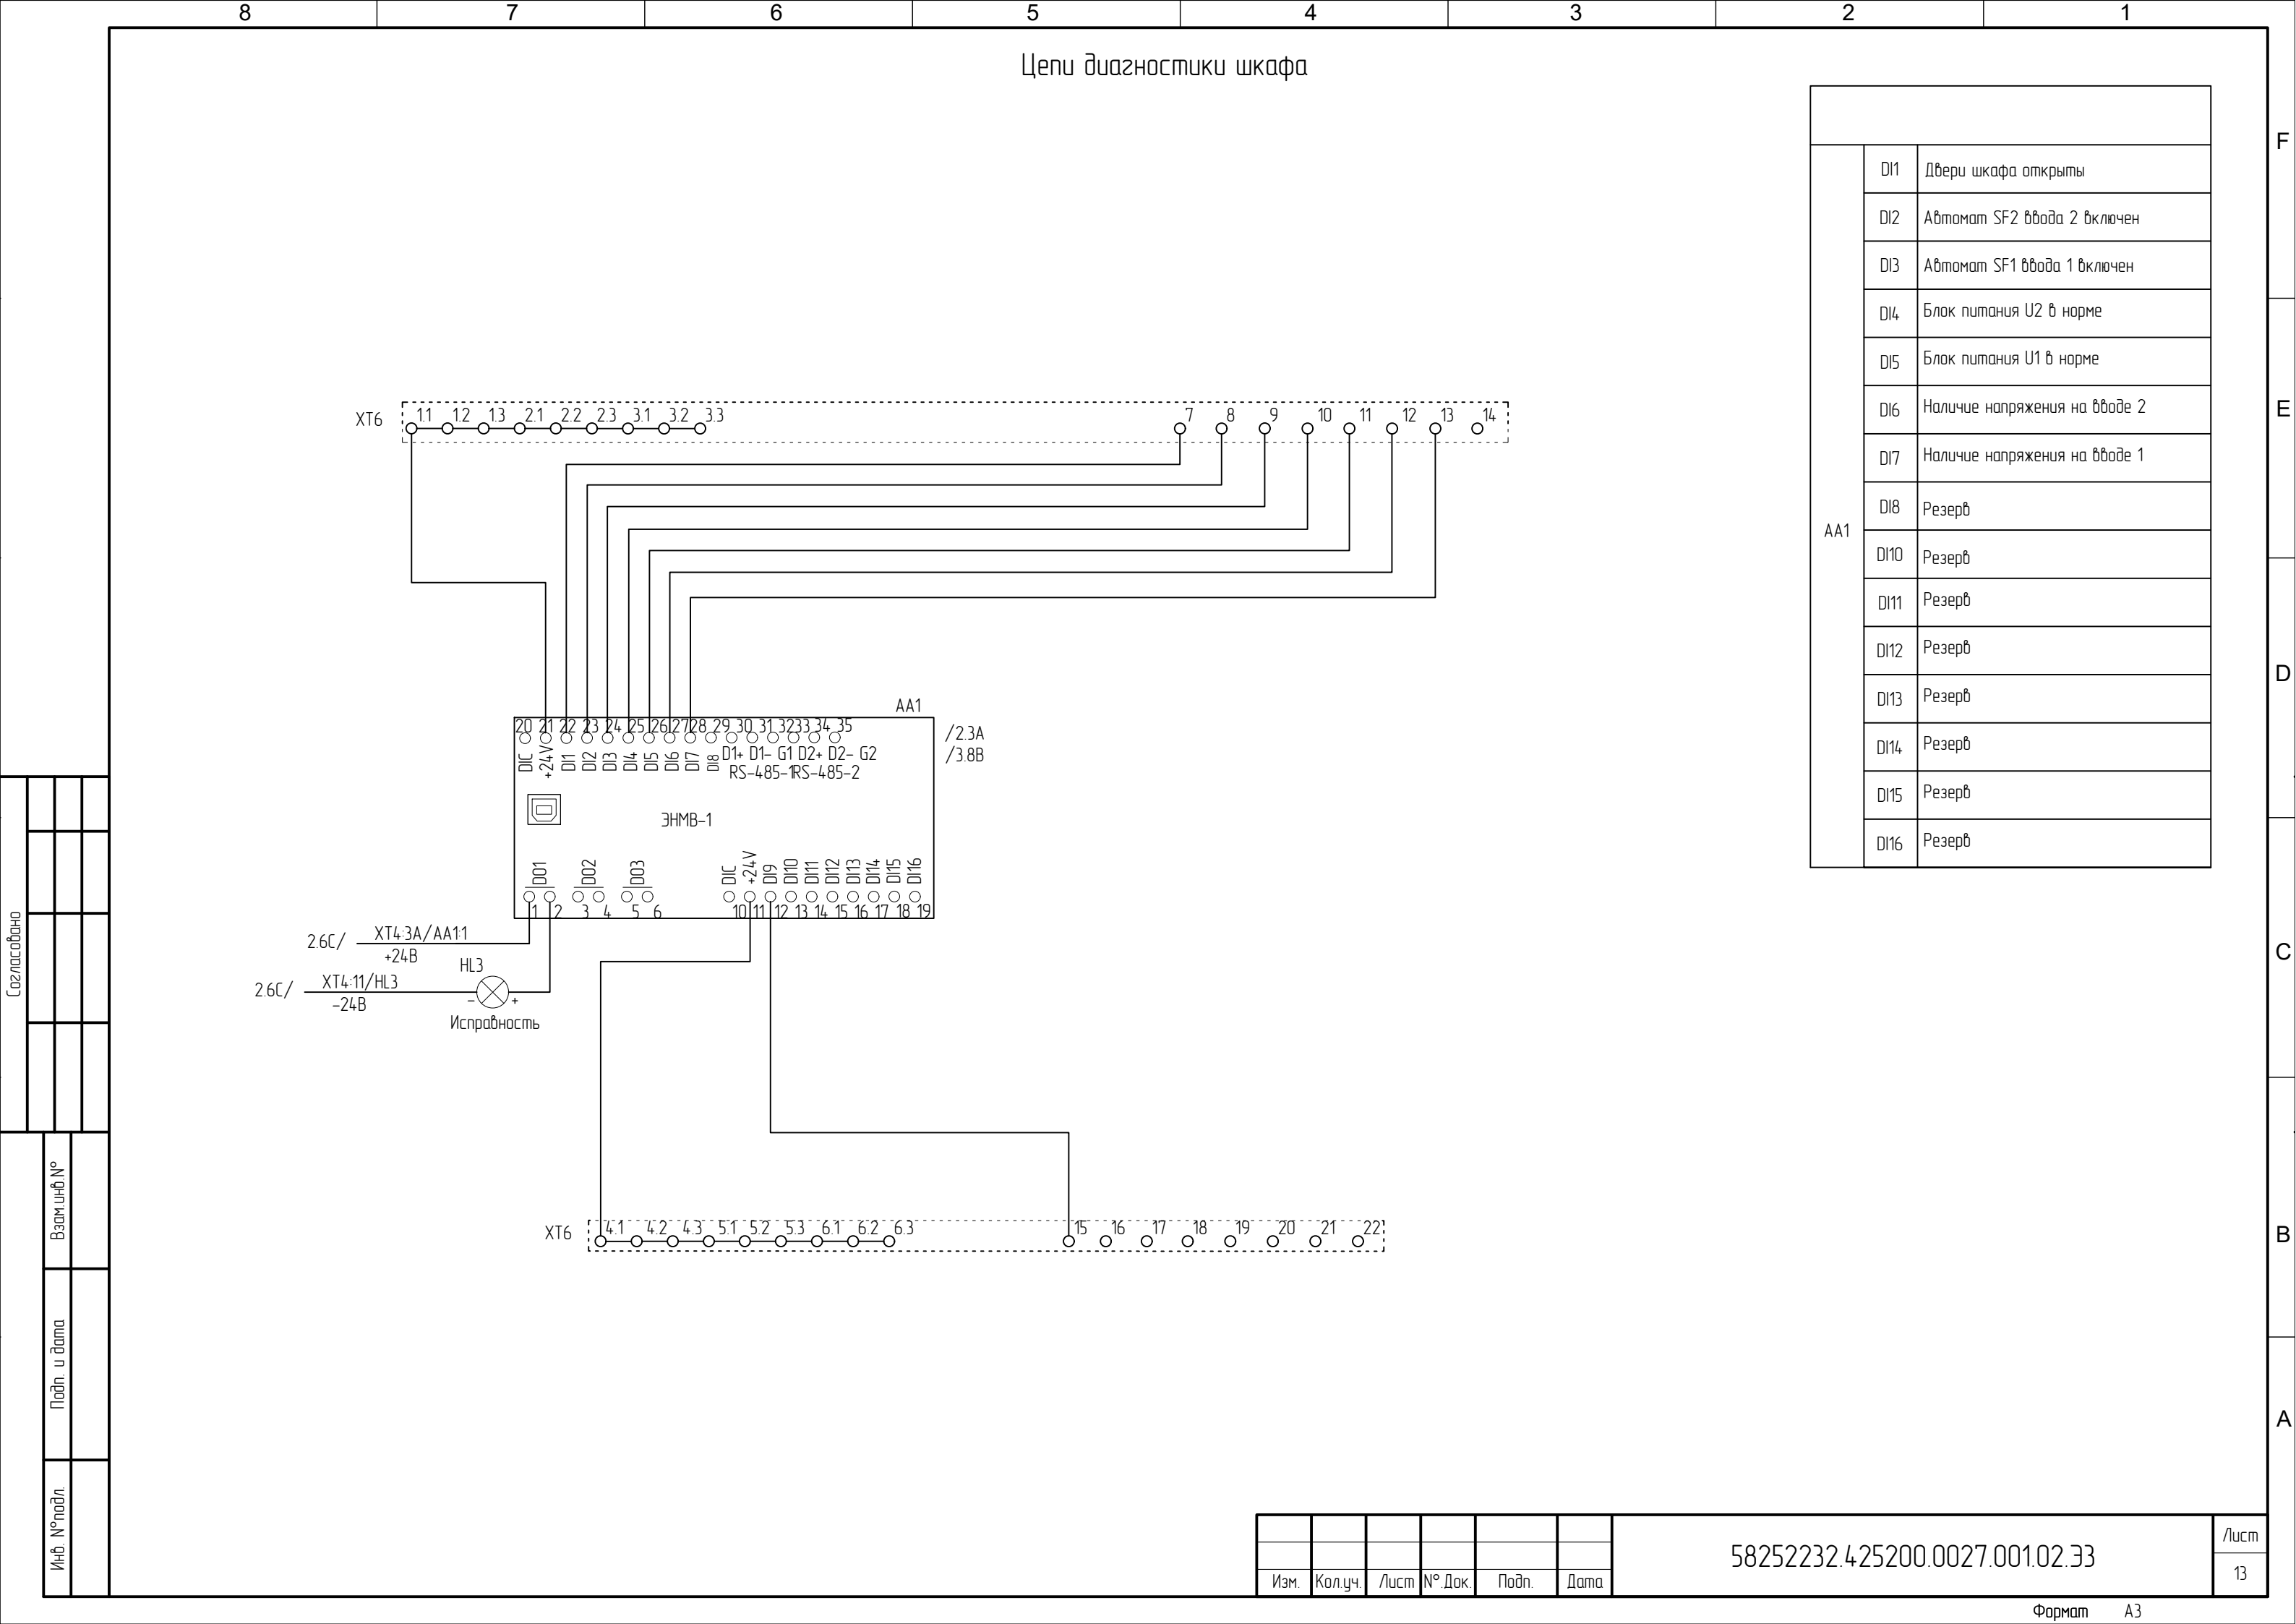 8 7 6 5 4 3 2 1
Цепи диагностики шкафа
F
E
D
C
B
A
AA1
DI1 Двери шкафа открыты
DI2 Автомат SF2 ввода 2 включен
DI3 Автомат SF1 ввода 1 включен
DI4 Блок питания U2 в норме
DI5 Блок питания U1 в норме
DI6 Наличие напряжения на вводе 2
DI7 Наличие напряжения на вводе 1
DI8 Резерв
DI10 Резерв
DI11 Резерв
DI12 Резерв
DI13 Резерв
DI14 Резерв
DI15 Резерв
DI16 Резерв
XT6 1.1 1.2 1.3 2.1 2.2 2.3 3.1 3.2 3.3 7 8 9 10 11 12 13 14
AA1
/2.3A
/3.8B
20 21 22 23 24 25 26 27 28 29 30 31 32 33 34 35
DIC +24V DI1 DI2 DI3 DI4 DI5 DI6 DI7 DI8 D1+ D1- G1 D2+ D2- G2
RS-485-1 RS-485-2
ЭНМВ-1
DO1 DO2 DO3 DIC +24V DI9 DI10 DI11 DI12 DI13 DI14 DI15 DI16
1 2 3 4 5 6 10 11 12 13 14 15 16 17 18 19
2.6C/ XT4:3A/AA1:1
+24В
HL3
2.6C/ XT4:11/HL3
-24В
- +
Исправность
XT6 4.1 4.2 4.3 5.1 5.2 5.3 6.1 6.2 6.3 15 16 17 18 19 20 21 22
Согласовано
Взам.инв.N°
Подп. и дата
Инв. N°подл.
Изм. Кол.уч. Лист N°.Док. Подп. Дата
58252232.425200.0027.001.02.ЭЗ
Лист
13
Формат А3